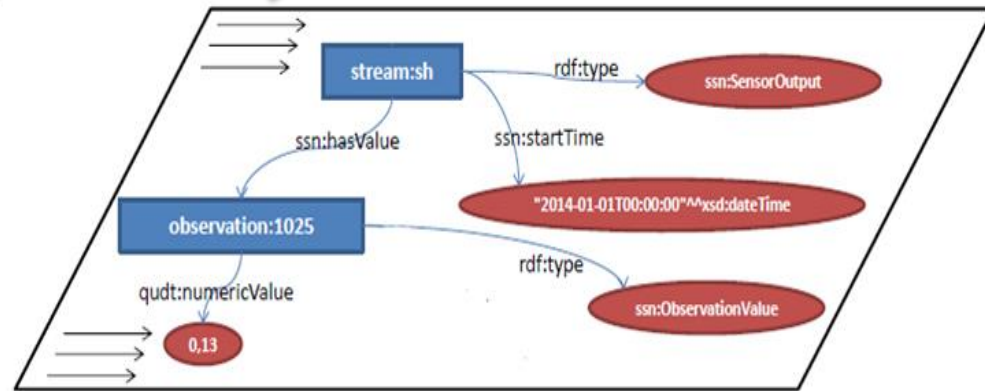 stream:sh
rdf:type
ssn:SensorOutput
ssn:hasValue
ssn:startTime
"2014-01-01T00:00:00"^^xsd:dateTime
observation:1025
rdf:type
qudt:numericValue
ssn:ObservationValue
0,13